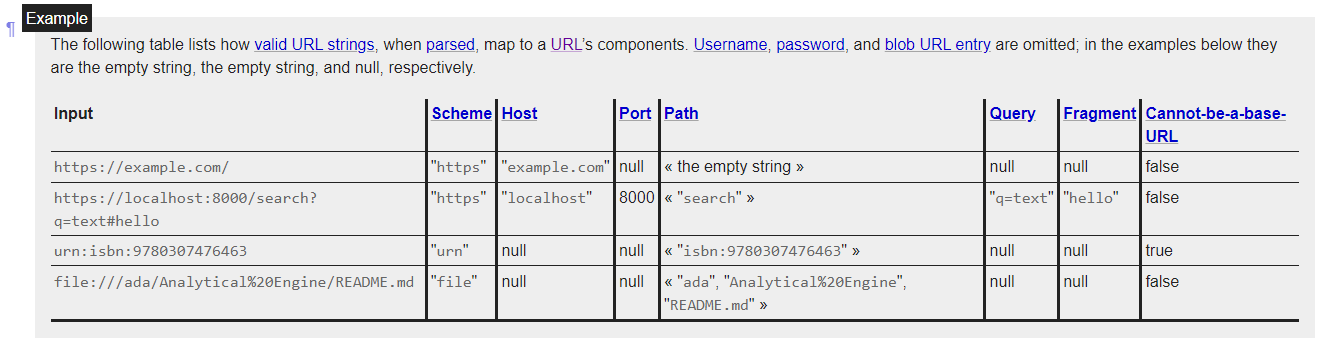 Example
¶
The following table lists how valid URL strings, when parsed, map to a URL’s components. Username, password, and blob URL entry are omitted; in the examples below they
are the empty string, the empty string, and null, respectively.
Input Scheme Host Port Path Query Fragment Cannot-be-a-base-
URL
https://example.com/ "https" "example.com" null « the empty string » null null false
https://localhost:8000/search? "https" "localhost" 8000 « "search" » "q=text" "hello" false
q=text#hello
urn:isbn:9780307476463 "urn" null null « "isbn:9780307476463" » null null true
file:///ada/Analytical%20Engine/README.md "file" null null « "ada", "Analytical%20Engine", null null false
"README.md" »